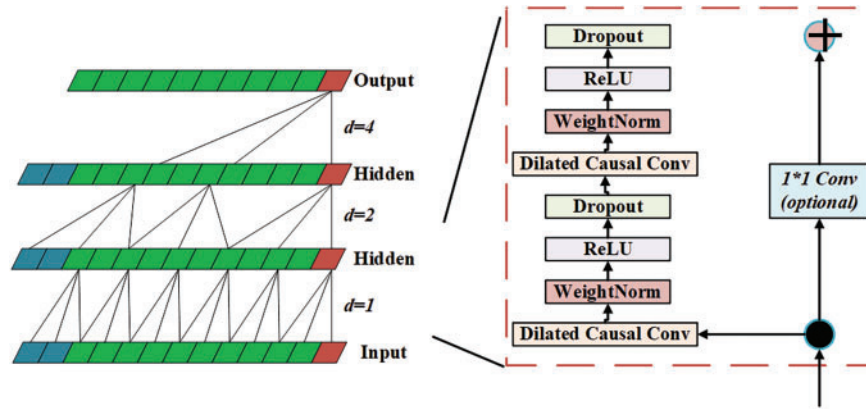 Output
d=4
Hidden
d=2
Hidden
d=1
Input
Dropout
ReLU
WeightNorm
Dilated Causal Conv
Dropout
ReLU
WeightNorm
Dilated Causal Conv
1*1 Conv
(optional)